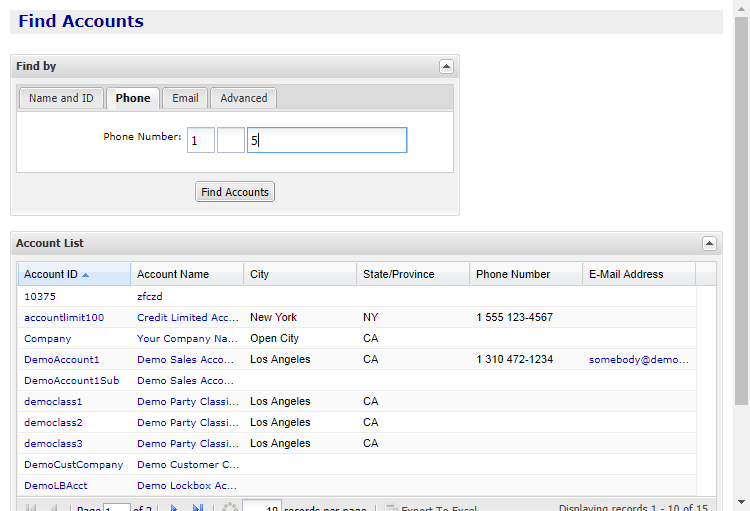 Find Accounts
Find by
Name and ID Phone Email Advanced
Phone Number: 1 5
Find Accounts
Account List
Account ID Account Name City State/Province Phone Number E-Mail Address
10375 zfczd
accountlimit100 Credit Limited Acc... New York NY 1 555 123-4567
Company Your Company Na... Open City CA
DemoAccount1 Demo Sales Acco... Los Angeles CA 1 310 472-1234 somebody@demo...
DemoAccount1Sub Demo Sales Acco...
democlass1 Demo Party Classi... Los Angeles CA
democlass2 Demo Party Classi... Los Angeles CA
democlass3 Demo Party Classi... Los Angeles CA
DemoCustCompany Demo Customer C...
DemoLBAcct Demo Lockbox Ac...
Page 1 of 2 10 records per page Export To Excel Displaying records 1 - 10 of 15